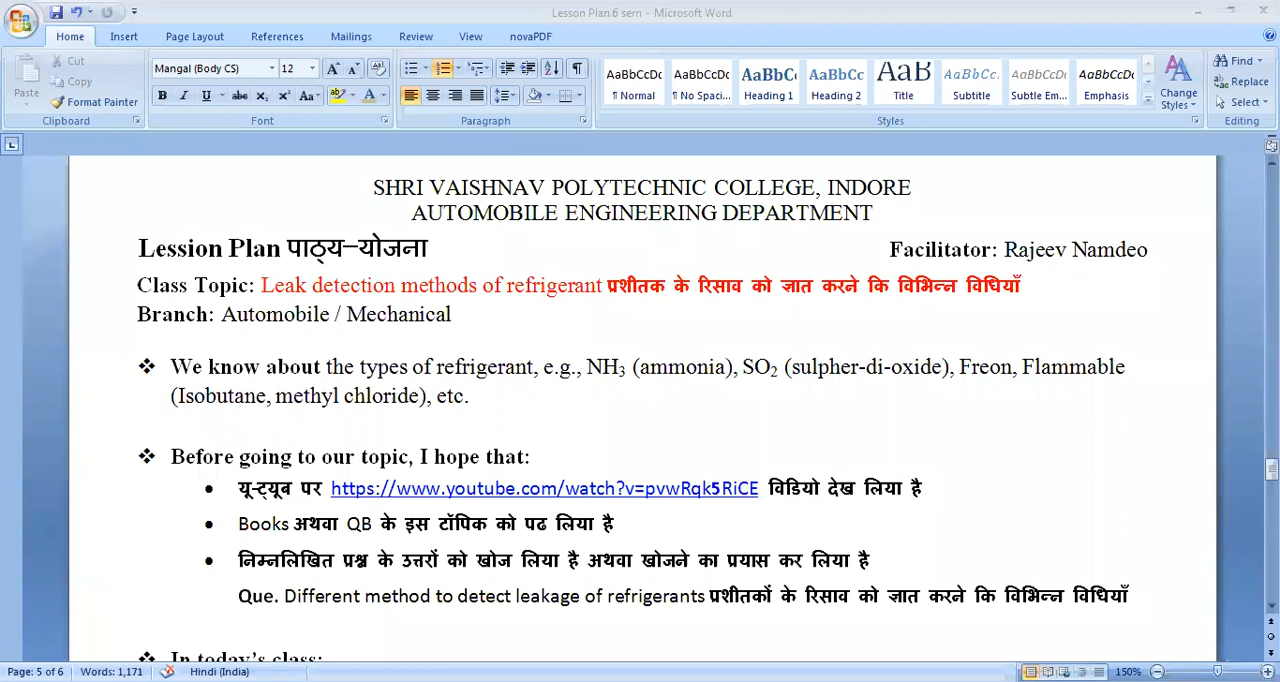 Lesson Plan.6 sem - Microsoft Word
Home Insert Page Layout References Mailings Review View novaPDF
Paste
Cut
Copy
Format Painter
Clipboard
Mangal (Body CS) 12
Font
Paragraph
AaBbCcDc AaBbCcDc AaBbC AaBbCc AaB AaBbCc. AaBbCcDc AaBbCcDc
¶ Normal ¶ No Spaci... Heading 1 Heading 2 Title Subtitle Subtle Em... Emphasis
Styles
Change Styles
Find
Replace
Select
Editing
SHRI VAISHNAV POLYTECHNIC COLLEGE, INDORE
AUTOMOBILE ENGINEERING DEPARTMENT
Lession Plan पाठ्य–योजना Facilitator: Rajeev Namdeo
Class Topic: Leak detection methods of refrigerant प्रशीतक के रिसाव को ज्ञात करने कि विभिन्न विधियाँ
Branch: Automobile / Mechanical
❖ We know about the types of refrigerant, e.g., NH₃ (ammonia), SO₂ (sulpher-di-oxide), Freon, Flammable
(Isobutane, methyl chloride), etc.
❖ Before going to our topic, I hope that:
• यू-ट्यूब पर https://www.youtube.com/watch?v=pvwRqk5RiCE विडियो देख लिया है
• Books अथवा QB के इस टॉपिक को पढ लिया है
• निम्नलिखित प्रश्न के उत्तरों को खोज लिया है अथवा खोजने का प्रयास कर लिया है
Que. Different method to detect leakage of refrigerants प्रशीतकों के रिसाव को ज्ञात करने कि विभिन्न विधियाँ
❖ In today's class:
Page: 5 of 6 Words: 1,171 Hindi (India) 150%